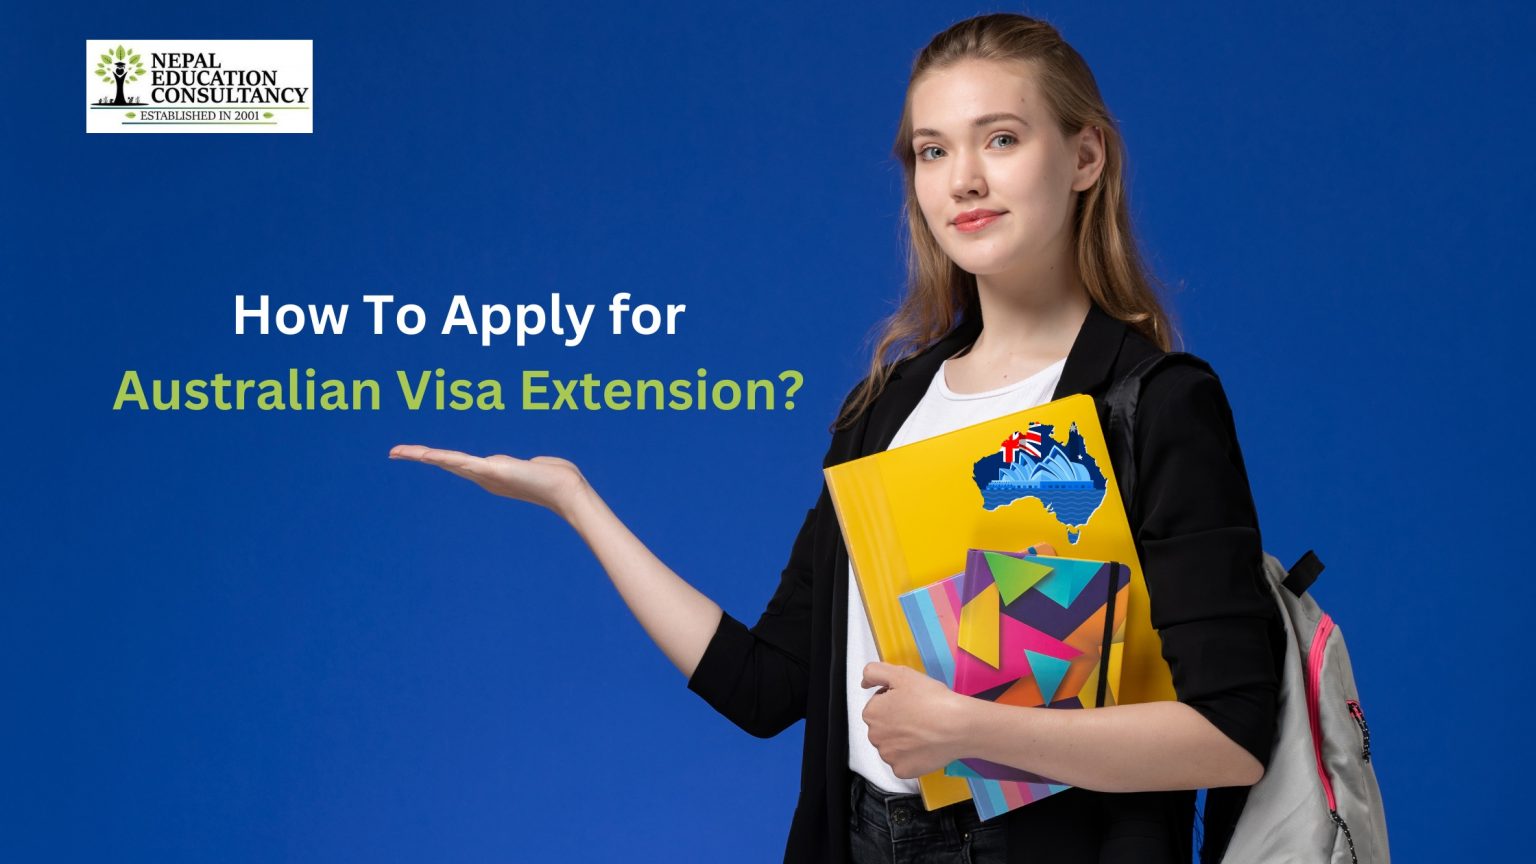 NEPAL
EDUCATION
CONSULTANCY
ESTABLISHED IN 2001
How To Apply for
Australian Visa Extension?